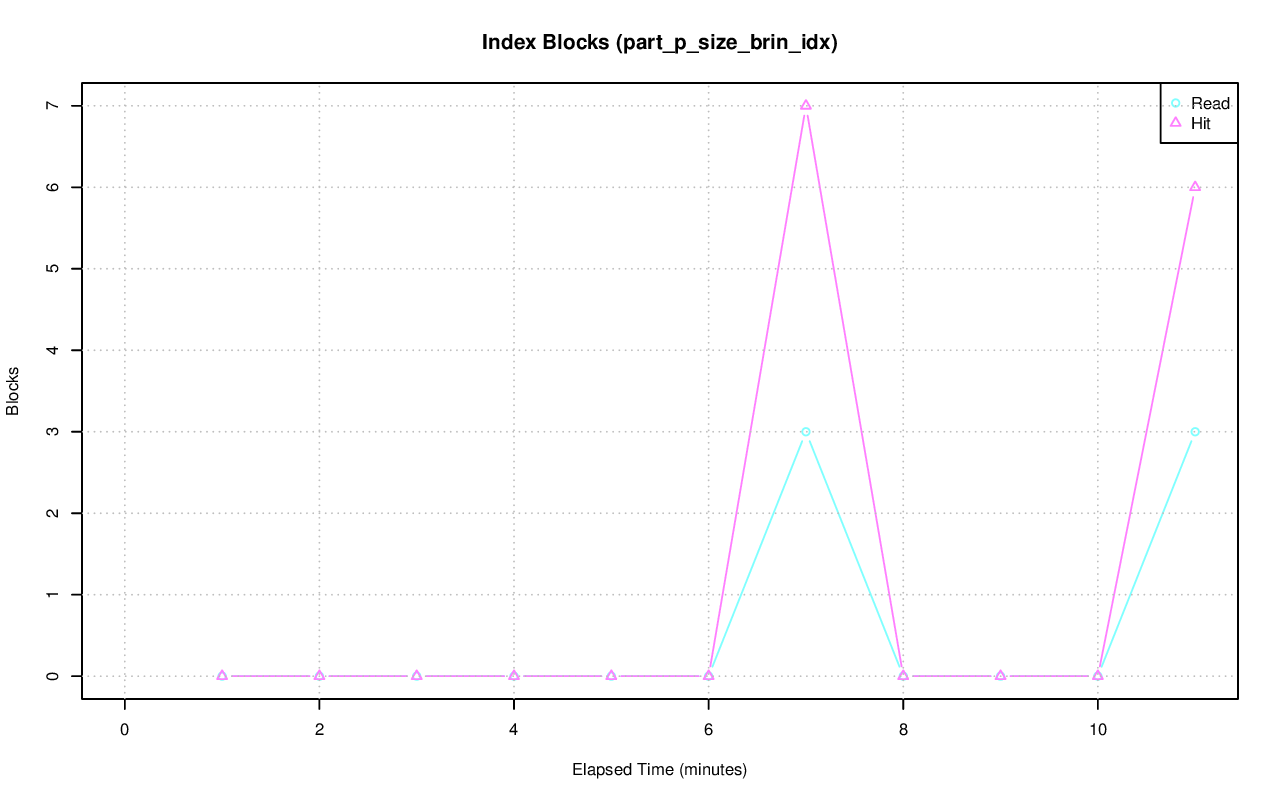 Index Blocks (part_p_size_brin_idx)
Read
Hit
7
6
5
4
3
2
1
0
Blocks
0 2 4 6 8 10
Elapsed Time (minutes)